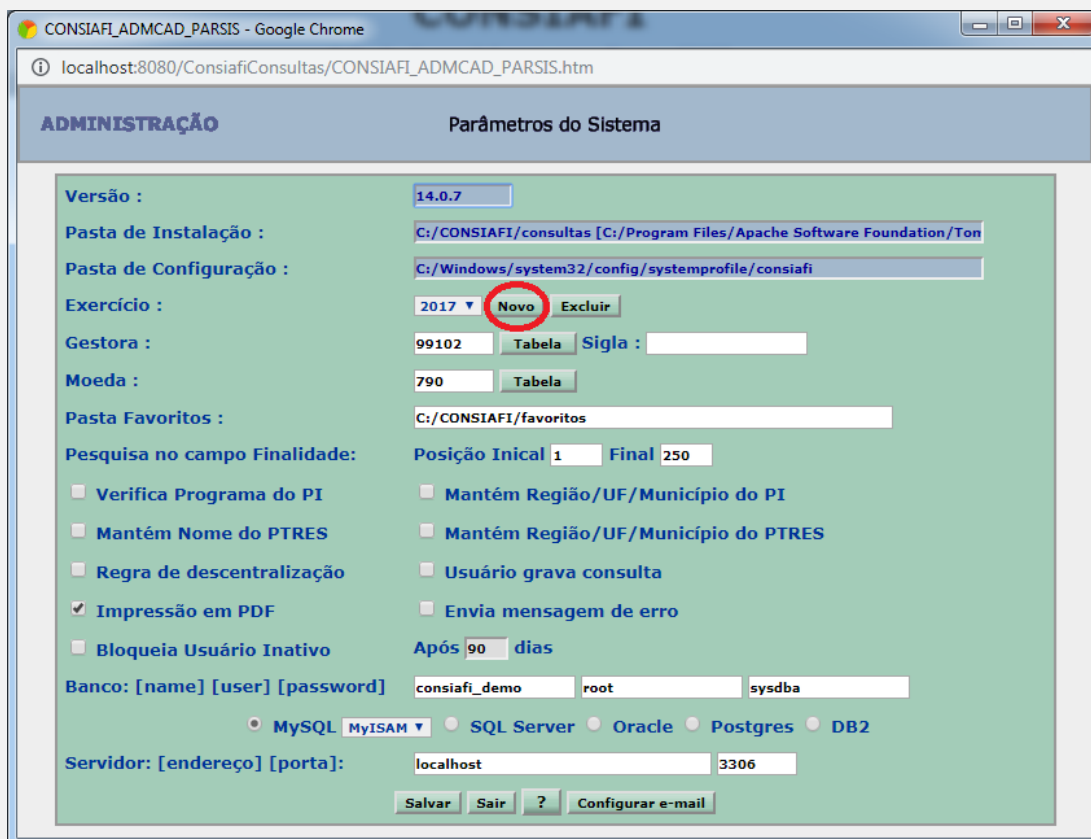 CONSIAFI
CONSIAFI_ADMCAD_PARSIS - Google Chrome
localhost:8080/ConsiafiConsultas/CONSIAFI_ADMCAD_PARSIS.htm
ADMINISTRAÇÃO Parâmetros do Sistema
Versão : 14.0.7
Pasta de Instalação : C:/CONSIAFI/consultas [C:/Program Files/Apache Software Foundation/Tom
Pasta de Configuração : C:/Windows/system32/config/systemprofile/consiafi
Exercício : 2017 Novo Excluir
Gestora : 99102 Tabela Sigla :
Moeda : 790 Tabela
Pasta Favoritos : C:/CONSIAFI/favoritos
Pesquisa no campo Finalidade: Posição Inical 1 Final 250
Verifica Programa do PI Mantém Região/UF/Município do PI
Mantém Nome do PTRES Mantém Região/UF/Município do PTRES
Regra de descentralização Usuário grava consulta
Impressão em PDF Envia mensagem de erro
Bloqueia Usuário Inativo Após 90 dias
Banco: [name] [user] [password] consiafi_demo root sysdba
MySQL MyISAM SQL Server Oracle Postgres DB2
Servidor: [endereço] [porta]: localhost 3306
Salvar Sair ? Configurar e-mail